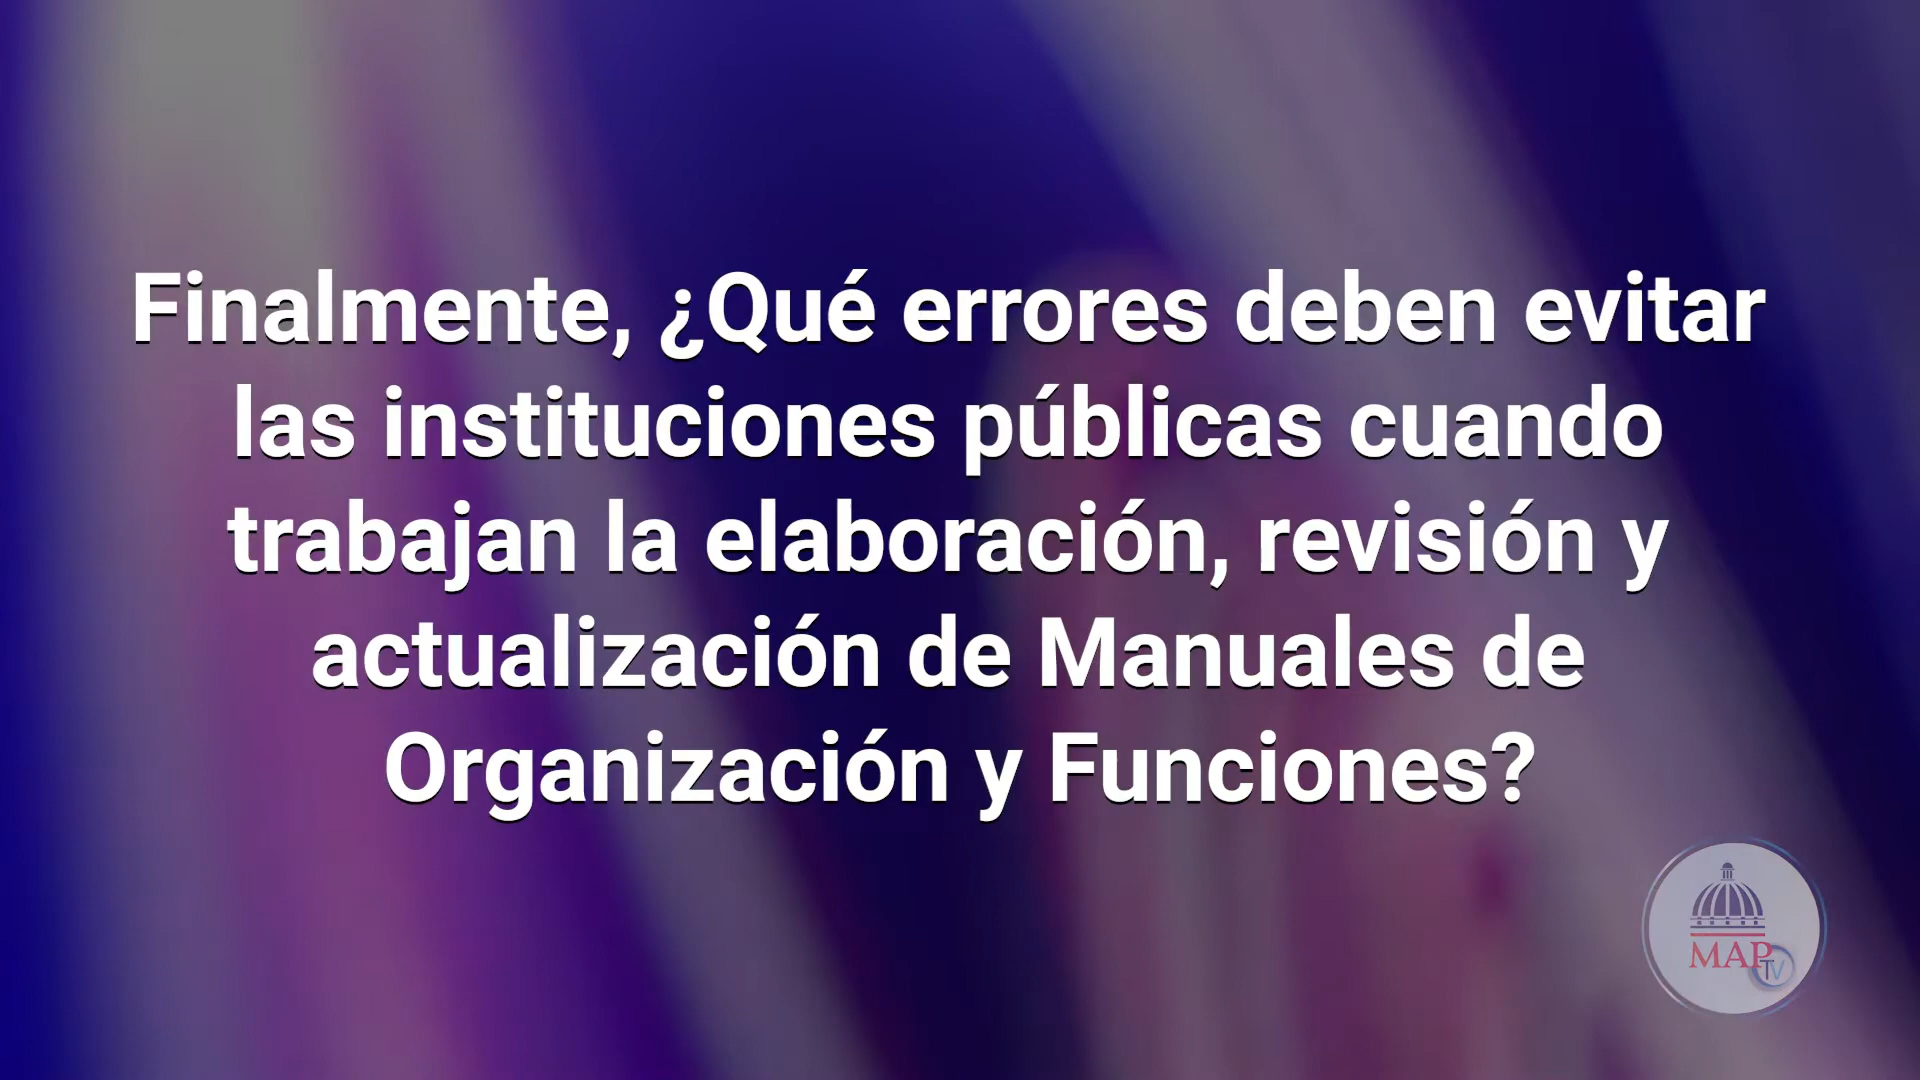 Finalmente, ¿Qué errores deben evitar
las instituciones públicas cuando
trabajan la elaboración, revisión y
actualización de Manuales de
Organización y Funciones?
MAP
TV